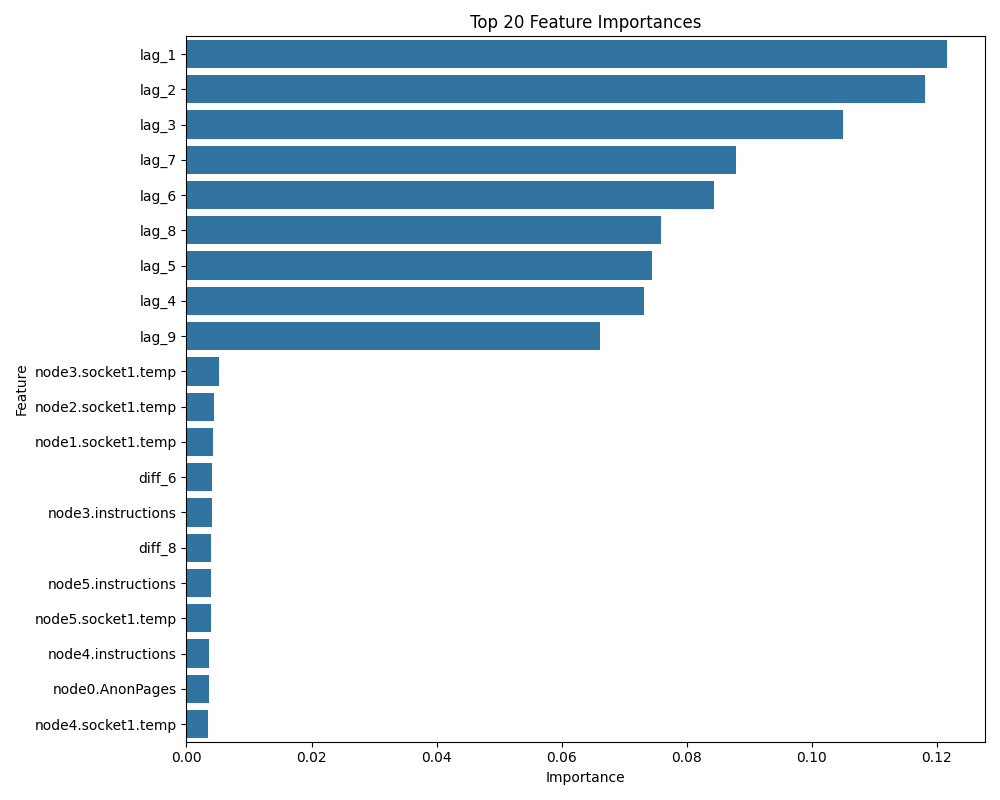 Top 20 Feature Importances
lag_1
lag_2
lag_3
lag_7
lag_6
lag_8
lag_5
lag_4
lag_9
node3.socket1.temp
node2.socket1.temp
node1.socket1.temp
diff_6
node3.instructions
diff_8
node5.instructions
node5.socket1.temp
node4.instructions
node0.AnonPages
node4.socket1.temp
Feature
0.00 0.02 0.04 0.06 0.08 0.10 0.12
Importance